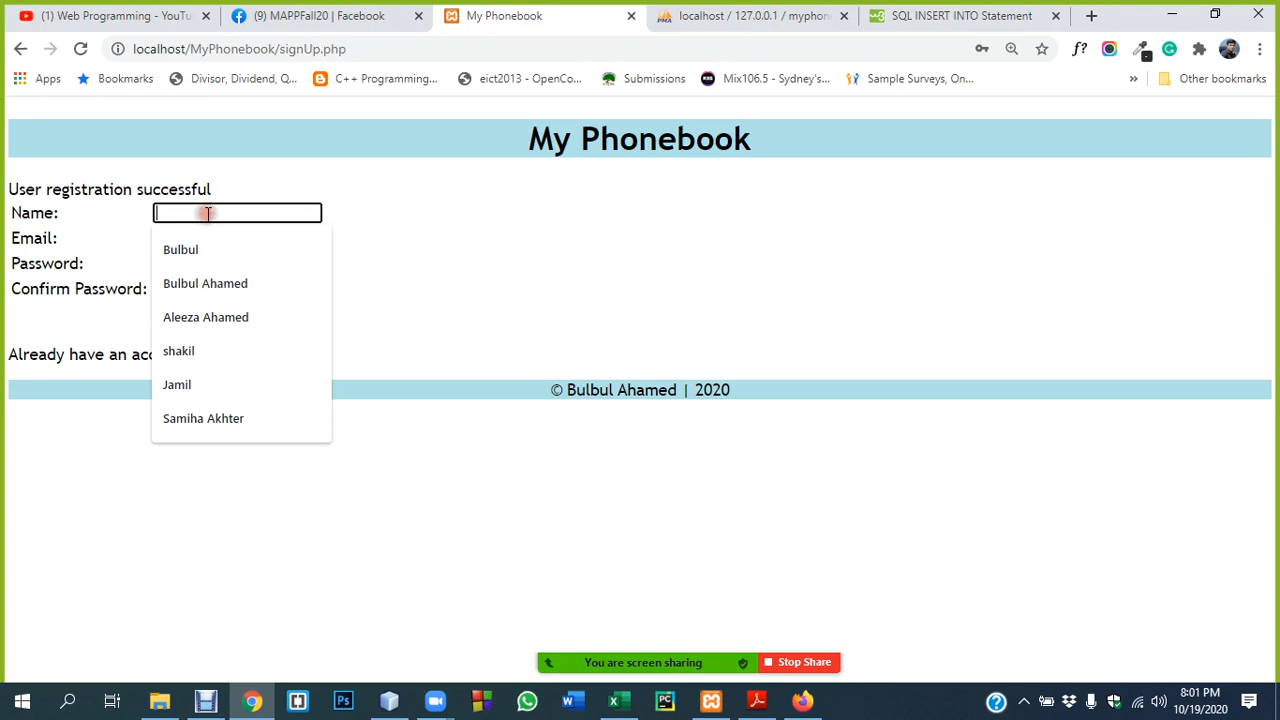 (1) Web Programming - YouTu
(9) MAPPFall20 | Facebook
My Phonebook
localhost / 127.0.0.1 / myphon
SQL INSERT INTO Statement
localhost/MyPhonebook/signUp.php
Apps
Bookmarks
Divisor, Dividend, Q...
C++ Programming...
eict2013 - OpenCo...
Submissions
Mix106.5 - Sydney's...
Sample Surveys, On...
»
Other bookmarks
My Phonebook
User registration successful
Name:
Email:
Password:
Confirm Password:
Bulbul
Bulbul Ahamed
Aleeza Ahamed
shakil
Jamil
Samiha Akhter
Already have an acc
© Bulbul Ahamed | 2020
You are screen sharing
Stop Share
8:01 PM
10/19/2020